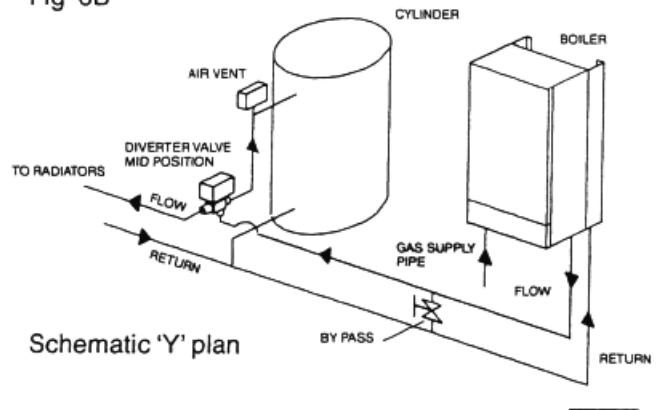 Fig 6B
CYLINDER
BOILER
AIR VENT
DIVERTER VALVE
MID POSITION
TO RADIATORS
FLOW
RETURN
GAS SUPPLY
PIPE
FLOW
BY PASS
Schematic ‘Y’ plan
RETURN